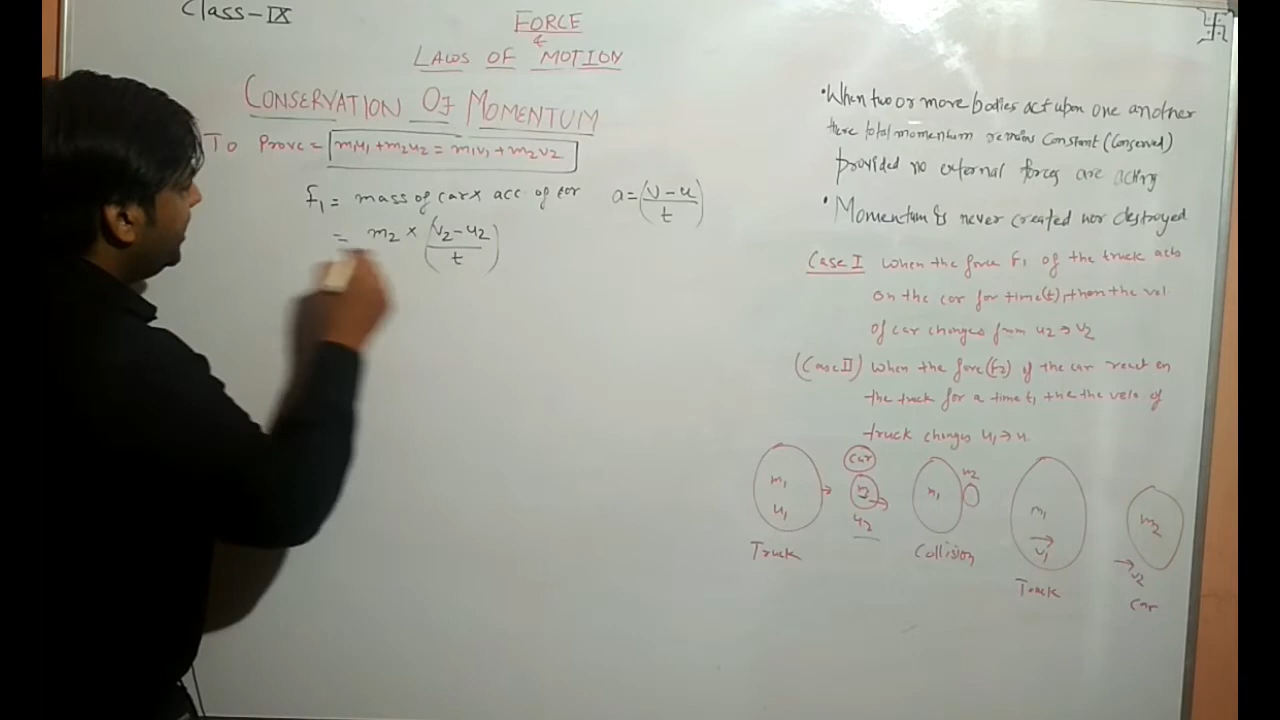 Class-IX
FORCE
&
LAWS OF MOTION
CONSERVATION OF MOMENTUM
TO Prove = m1u1+m2u2 = m1v1+m2v2
F1 = mass of car x acc. of car a=(v-u/t)
= m2 × (v2-u2/t)
•When two or more bodies act upon one another
there total momentum remains constant (conserved)
provided no external forces are acting
•Momentum is never created nor destroyed
Case I when the force F1 of the truck acts
on the car for time(t), then the vel.
of car changes from u2→v2
(Case II) when the force(F2) of the car react on
the truck for a time t, the the velo of
truck changes u1→u
m1
u1
Truck
car
u2
m1
m2
Collision
m1
v1
Truck
m2
v2
car